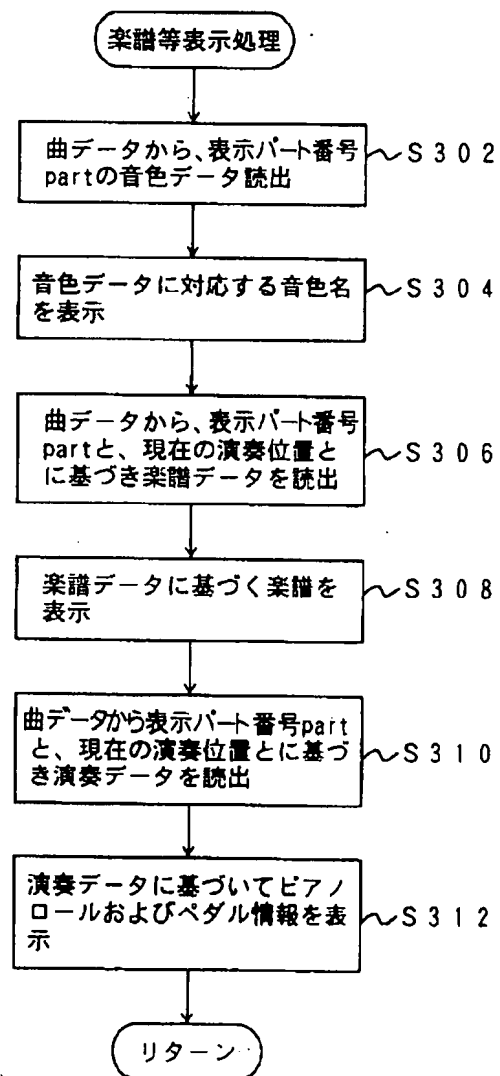 楽譜等表示処理
曲データから、表示パート番号
partの音色データ読出
S302
音色データに対応する音色名
を表示
S304
曲データから、表示パート番号
partと、現在の演奏位置と
に基づき楽譜データを読出
S306
楽譜データに基づく楽譜を
表示
S308
曲データから表示パート番号part
と、現在の演奏位置とに基づ
き演奏データを読出
S310
演奏データに基づいてピアノ
ロールおよびペダル情報を表
示
S312
リターン